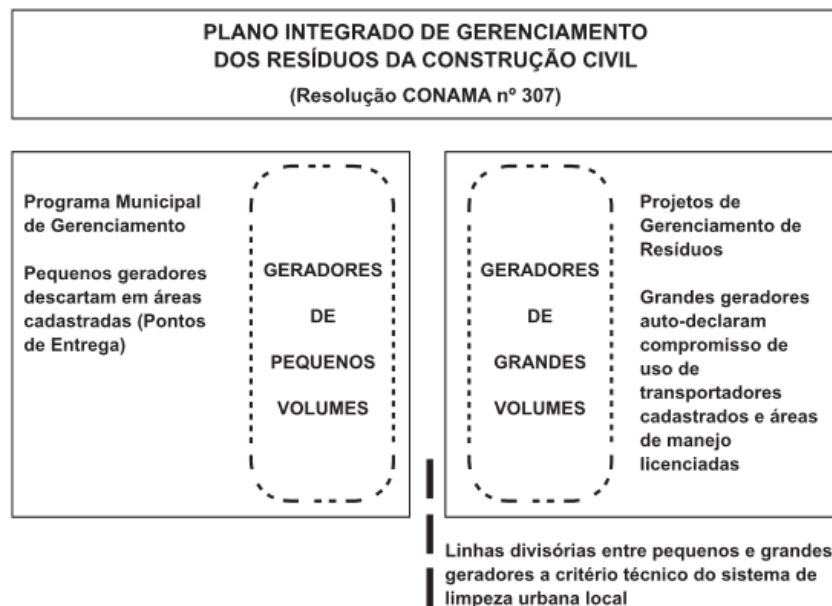 PLANO INTEGRADO DE GERENCIAMENTO
DOS RESÍDUOS DA CONSTRUÇÃO CIVIL
(Resolução CONAMA nº 307)
Programa Municipal
de Gerenciamento
Pequenos geradores
descartam em áreas
cadastradas (Pontos
de Entrega)
GERADORES
DE
PEQUENOS
VOLUMES
GERADORES
DE
GRANDES
VOLUMES
Projetos de
Gerenciamento de
Resíduos
Grandes geradores
auto-declaram
compromisso de
uso de
transportadores
cadastrados e áreas
de manejo
licenciadas
Linhas divisórias entre pequenos e grandes
geradores a critério técnico do sistema de
limpeza urbana local